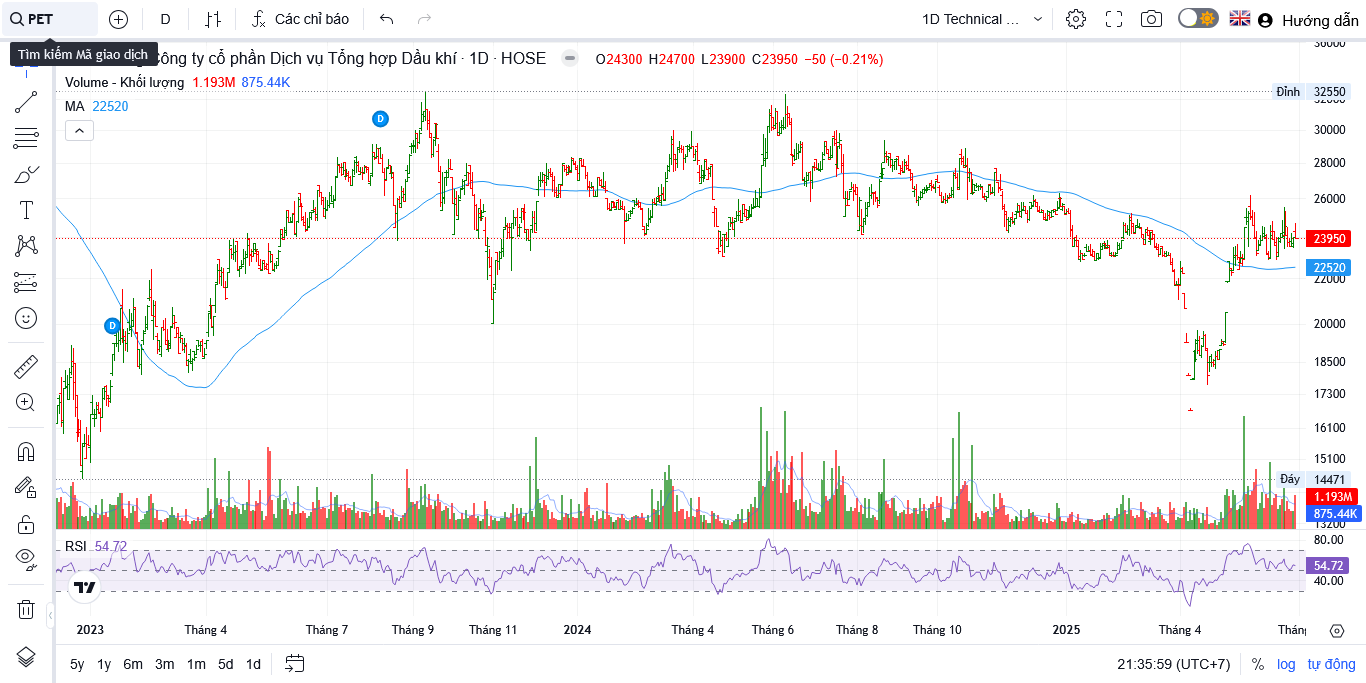 PET D Các chỉ báo 1D Technical ... Hướng dẫn
Tìm kiếm Mã giao dịch
Công ty cổ phần Dịch vụ Tổng hợp Dầu khí · 1D · HOSE O24300 H24700 L23900 C23950 −50 (−0.21%)
Volume - Khối lượng 1.193M 875.44K
MA 22520
D
D
36000
Đỉnh 32550
32000
30000
28000
26000
23950
22520
22000
20000
18500
17300
16100
15100
Đáy 14471
1.193M
875.44K
13200
RSI 54.72
80.00
54.72
40.00
2023 Tháng 4 Tháng 7 Tháng 9 Tháng 11 2024 Tháng 4 Tháng 6 Tháng 8 Tháng 10 2025 Tháng 4 Tháng
5y 1y 6m 3m 1m 5d 1d 21:35:59 (UTC+7) % log tự động